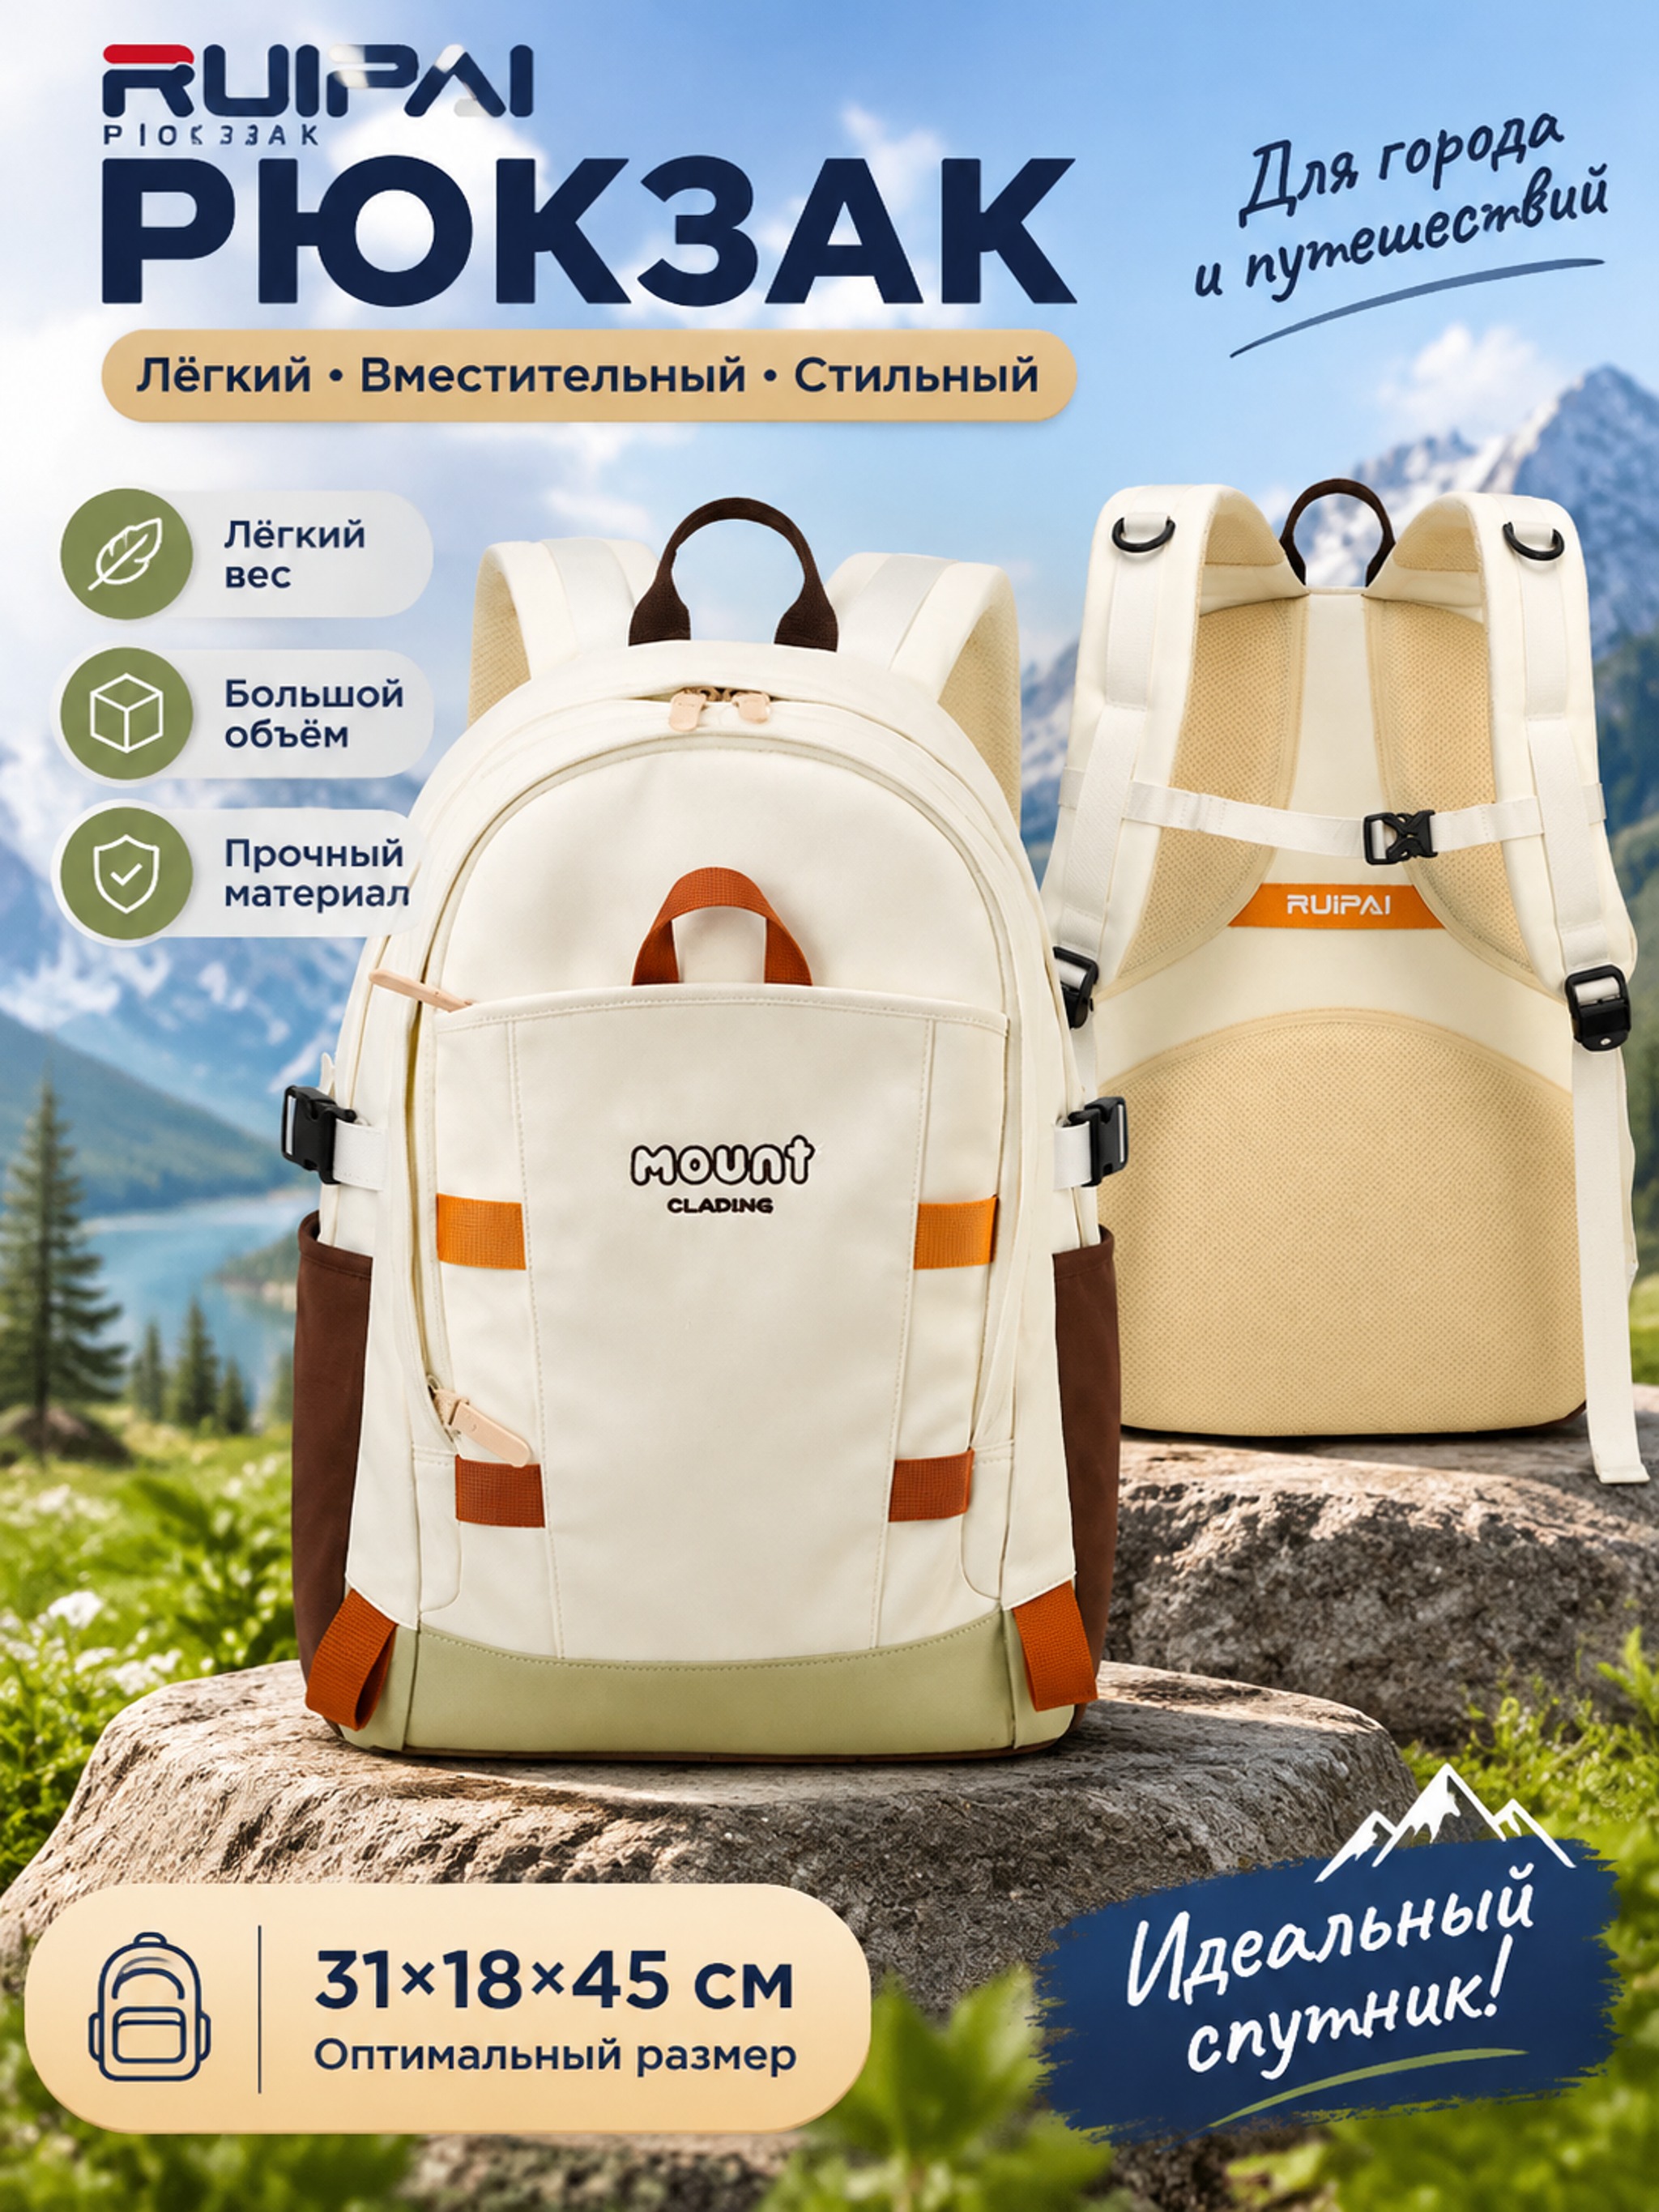 RUIPAI
РЮКЗЗАК
РЮКЗАК
Для города
и путешествий
Лёгкий • Вместительный • Стильный
Лёгкий
вес
Большой
объём
Прочный
материал
RUiPAI
mount
CLADING
31×18×45 см
Оптимальный размер
Идеальный
спутник!